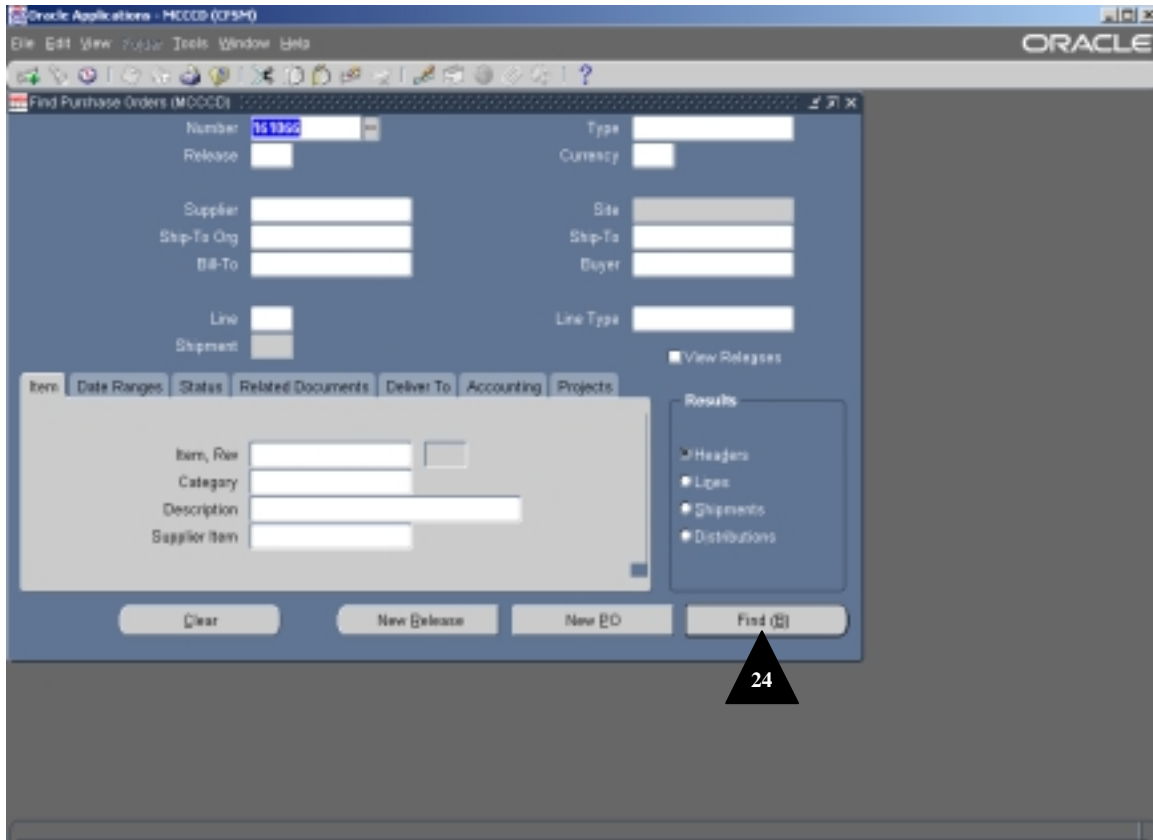 Oracle Applications - MCCCD (CFSM)
File Edit View Folder Tools Window Help
ORACLE
Find Purchase Orders (MCCCD)
Number 161066 Type
Release Currency
Supplier Site
Ship-To Org Ship-To
Bill-To Buyer
Line Line Type
Shipment
View Releases
Item Date Ranges Status Related Documents Deliver To Accounting Projects
Results
Item, Rev
Category
Description
Supplier Item
Headers
Lines
Shipments
Distributions
Clear New Release New PO Find (B)
24